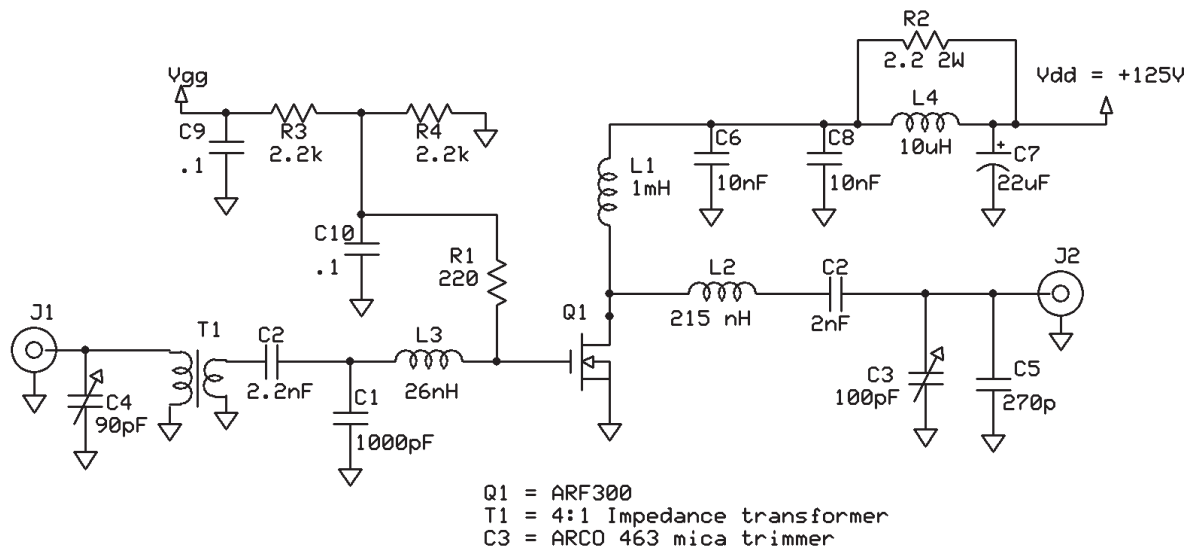 R2
2.2 2W
Vdd = +125V
Vgg
C9
.1
R3
2.2k
R4
2.2k
C6
10nF
C8
10nF
L4
10uH
+
C7
22uF
L1
1mH
C10
.1
R1
220
J1
T1
C2
2.2nF
L3
26nH
Q1
L2
215 nH
C2
2nF
J2
C4
90pF
C1
1000pF
C3
100pF
C5
270p
Q1 = ARF300
T1 = 4:1 Impedance transformer
C3 = ARCO 463 mica trimmer